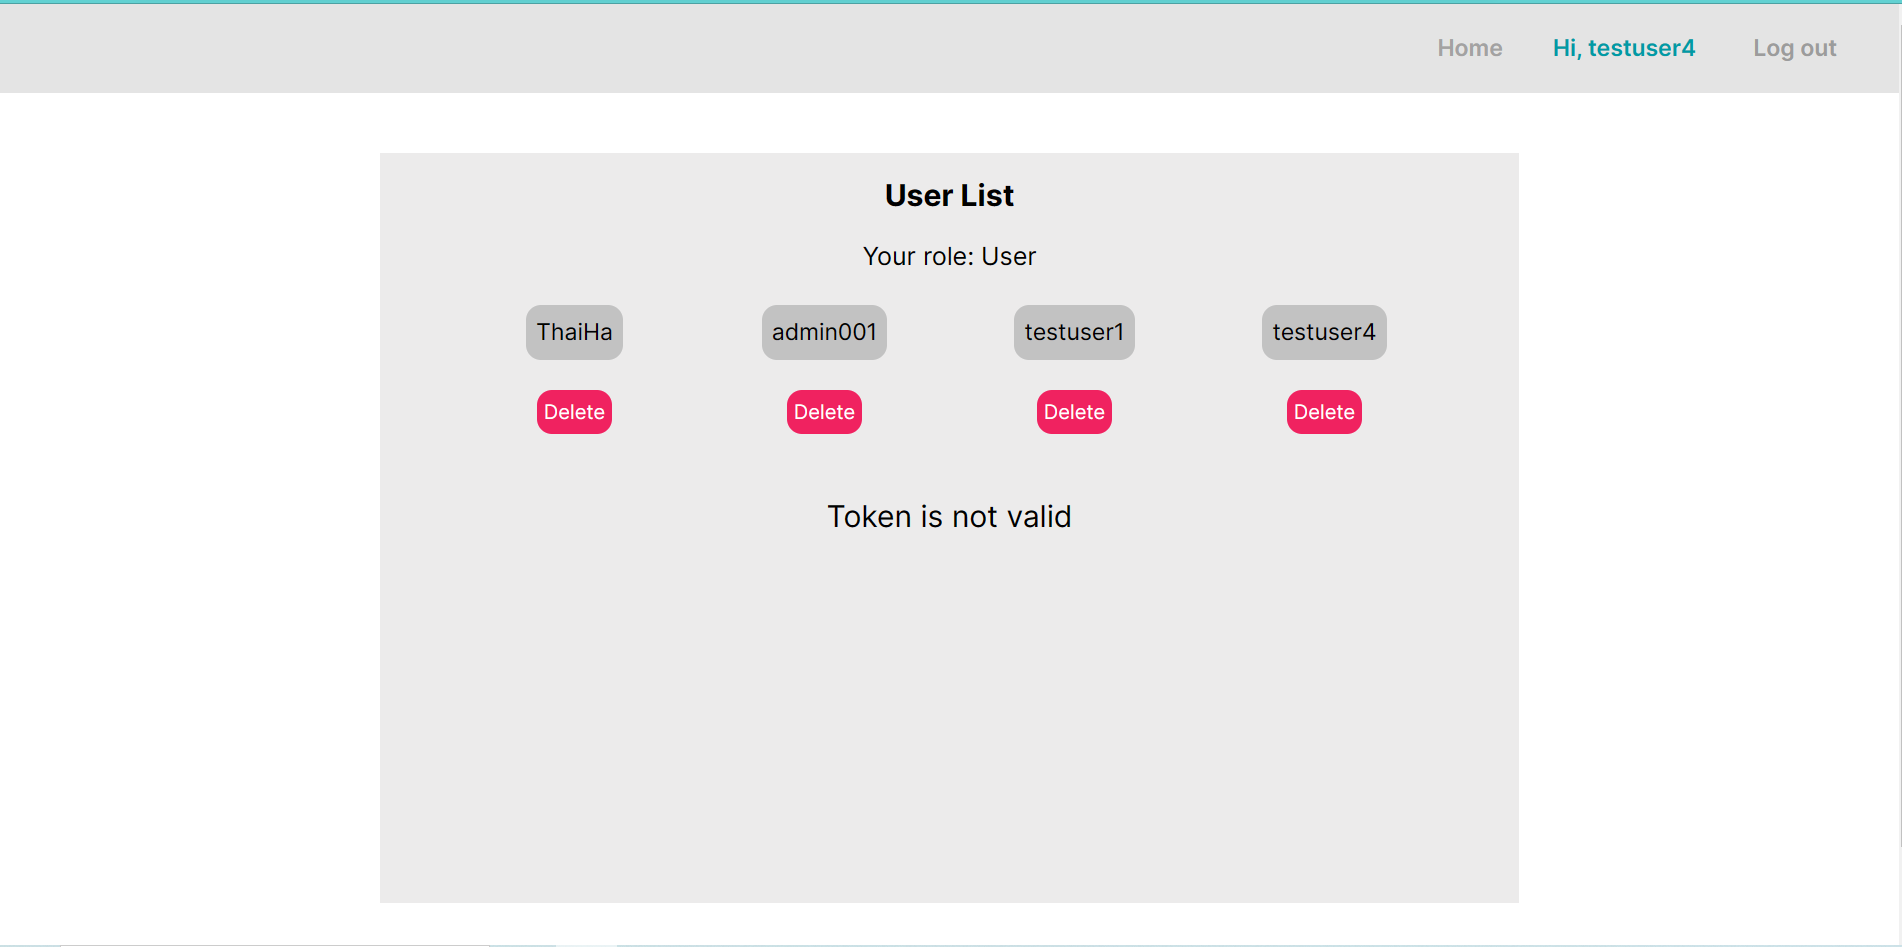 Home Hi, testuser4 Log out
User List
Your role: User
ThaiHa admin001 testuser1 testuser4
Delete Delete Delete Delete
Token is not valid